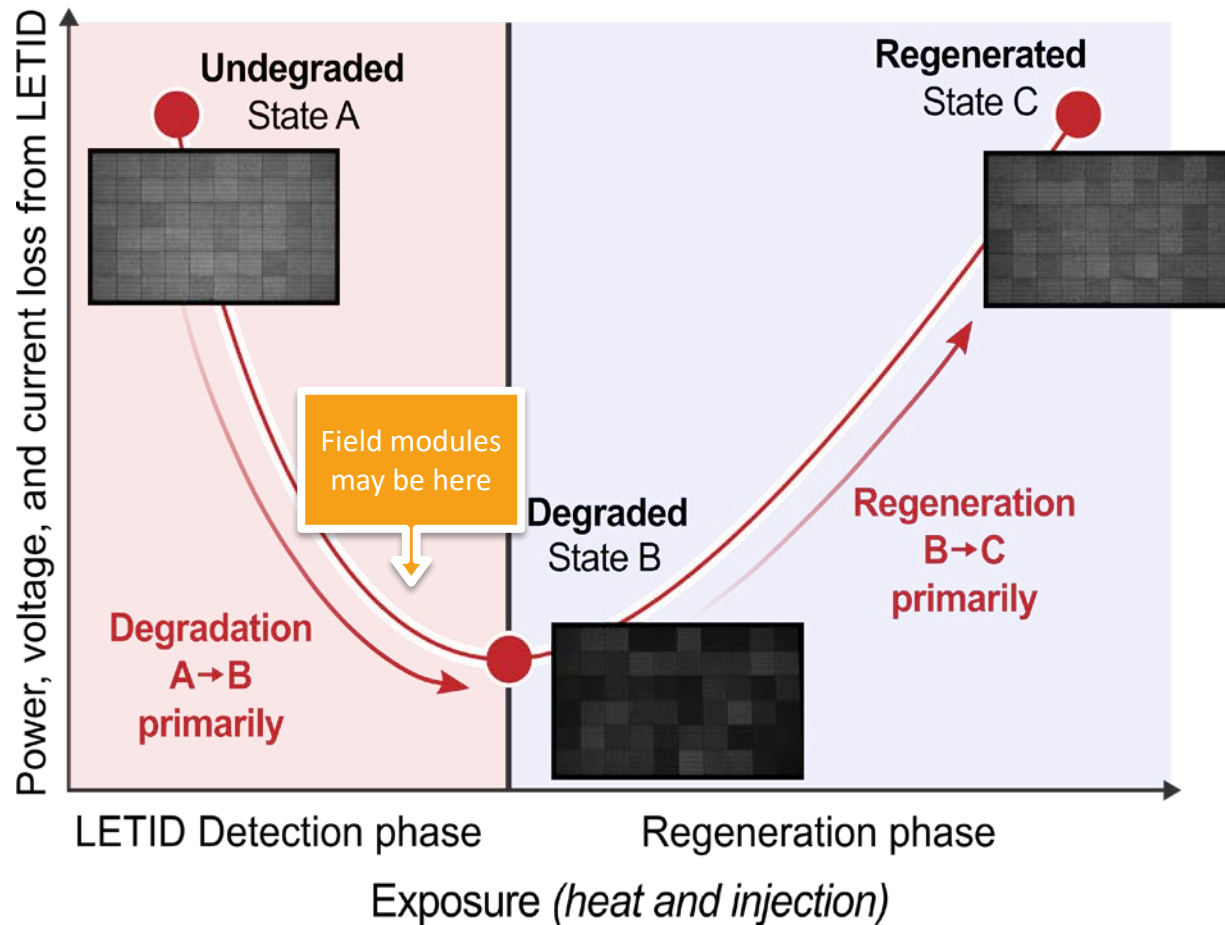 Power, voltage, and current loss from LETID
Undegraded
State A
Regenerated
State C
Field modules
may be here
Degraded
State B
Regeneration
B→C
primarily
Degradation
A→B
primarily
LETID Detection phase
Regeneration phase
Exposure (heat and injection)